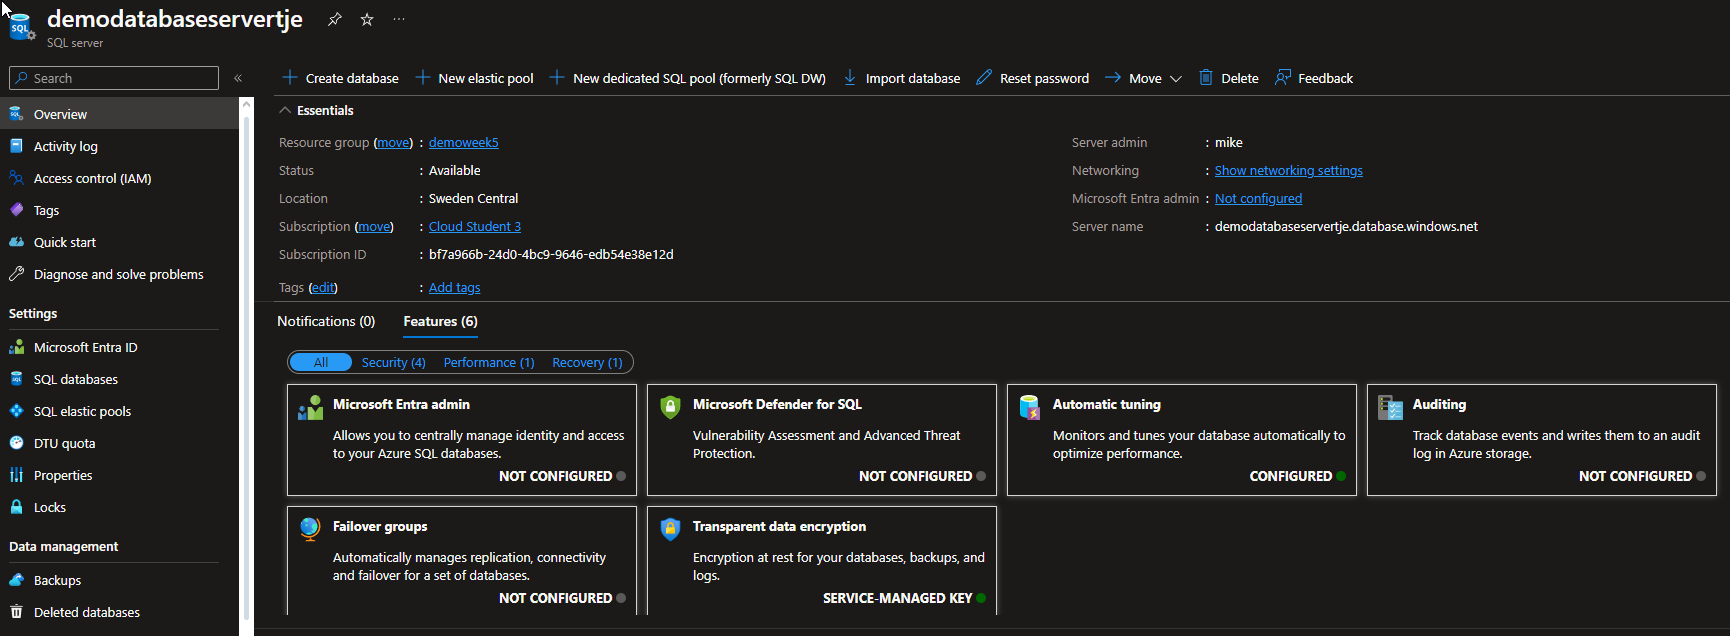 demodatabaseservertje
SQL server
Search
«
Create database
New elastic pool
New dedicated SQL pool (formerly SQL DW)
Import database
Reset password
Move
Delete
Feedback
Overview
Activity log
Access control (IAM)
Tags
Quick start
Diagnose and solve problems
Settings
Microsoft Entra ID
SQL databases
SQL elastic pools
DTU quota
Properties
Locks
Data management
Backups
Deleted databases
Essentials
Resource group (move) : demoweek5
Status : Available
Location : Sweden Central
Subscription (move) : Cloud Student 3
Subscription ID : bf7a966b-24d0-4bc9-9646-edb54e38e12d
Tags (edit) : Add tags
Server admin : mike
Networking : Show networking settings
Microsoft Entra admin : Not configured
Server name : demodatabaseservertje.database.windows.net
Notifications (0)
Features (6)
All
Security (4)
Performance (1)
Recovery (1)
Microsoft Entra admin
Allows you to centrally manage identity and access
to your Azure SQL databases.
NOT CONFIGURED
Microsoft Defender for SQL
Vulnerability Assessment and Advanced Threat
Protection.
NOT CONFIGURED
Automatic tuning
Monitors and tunes your database automatically to
optimize performance.
CONFIGURED
Auditing
Track database events and writes them to an audit
log in Azure storage.
NOT CONFIGURED
Failover groups
Automatically manages replication, connectivity
and failover for a set of databases.
NOT CONFIGURED
Transparent data encryption
Encryption at rest for your databases, backups, and
logs.
SERVICE-MANAGED KEY